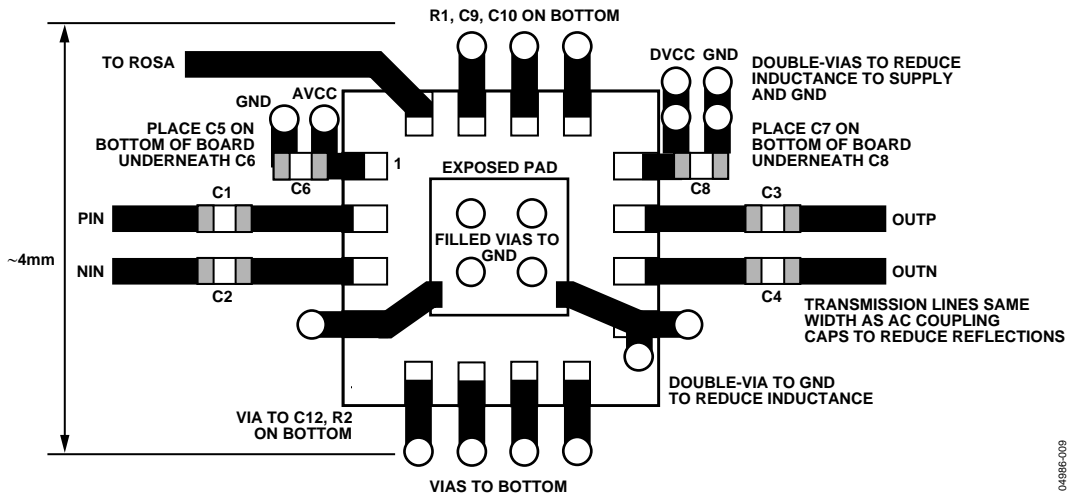 R1, C9, C10 ON BOTTOM
TO ROSA
DVCC GND
DOUBLE-VIAS TO REDUCE
INDUCTANCE TO SUPPLY
AND GND
GND
AVCC
PLACE C5 ON
BOTTOM OF BOARD
UNDERNEATH C6
PLACE C7 ON
BOTTOM OF BOARD
UNDERNEATH C8
1
EXPOSED PAD
C6
C8
C1
C3
PIN
OUTP
FILLED VIAS TO
GND
~4mm
NIN
OUTN
C2
C4
TRANSMISSION LINES SAME
WIDTH AS AC COUPLING
CAPS TO REDUCE REFLECTIONS
DOUBLE-VIA TO GND
TO REDUCE INDUCTANCE
VIA TO C12, R2
ON BOTTOM
VIAS TO BOTTOM
04986-009